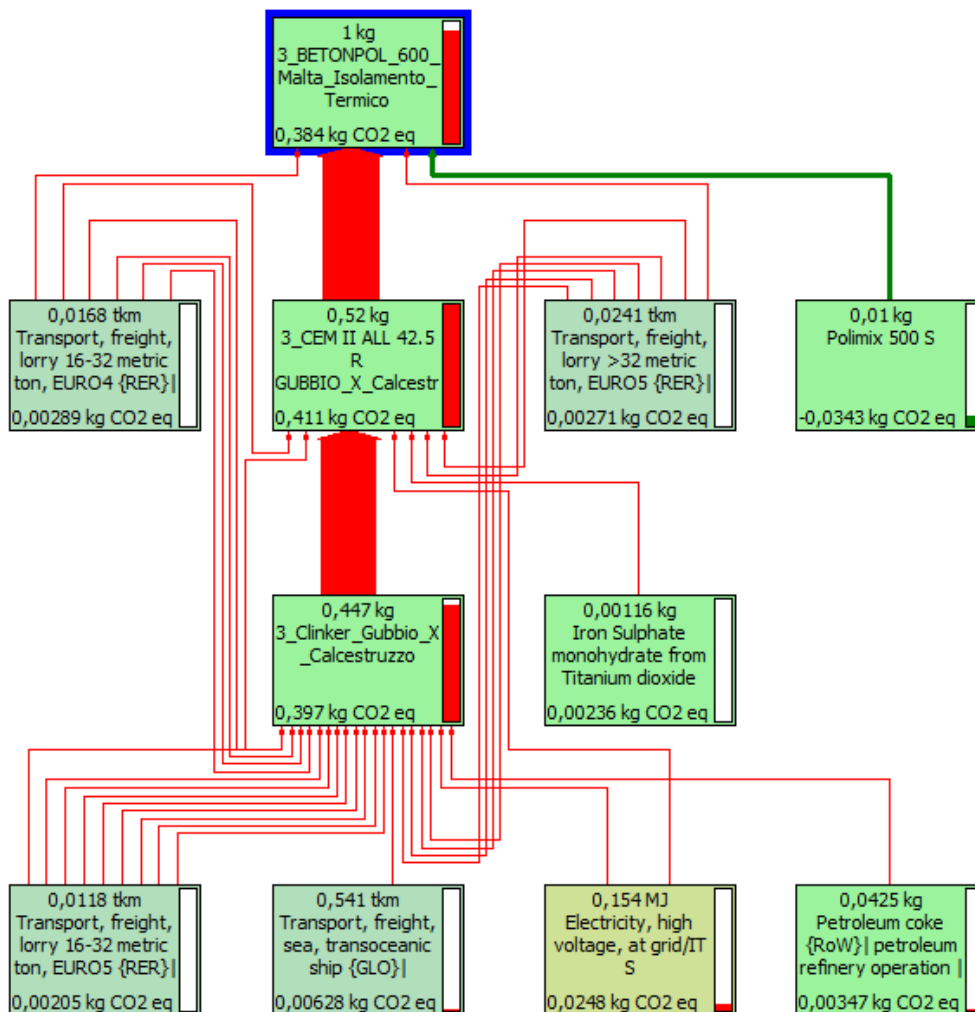 1 kg
3_BETONPOL_600_
Malta_Isolamento_
Termico
0,384 kg CO2 eq
0,0168 tkm
Transport, freight,
lorry 16-32 metric
ton, EURO4 {RER}|
0,00289 kg CO2 eq
0,52 kg
3_CEM II ALL 42.5
R
GUBBIO_X_Calcestr
0,411 kg CO2 eq
0,0241 tkm
Transport, freight,
lorry >32 metric
ton, EURO5 {RER}|
0,00271 kg CO2 eq
0,01 kg
Polimix 500 S
-0,0343 kg CO2 eq
0,447 kg
3_Clinker_Gubbio_X
_Calcestruzzo
0,397 kg CO2 eq
0,00116 kg
Iron Sulphate
monohydrate from
Titanium dioxide
0,00236 kg CO2 eq
0,0118 tkm
Transport, freight,
lorry 16-32 metric
ton, EURO5 {RER}|
0,00205 kg CO2 eq
0,541 tkm
Transport, freight,
sea, transoceanic
ship {GLO}|
0,00628 kg CO2 eq
0,154 MJ
Electricity, high
voltage, at grid/IT
S
0,0248 kg CO2 eq
0,0425 kg
Petroleum coke
{RoW}| petroleum
refinery operation |
0,00347 kg CO2 eq